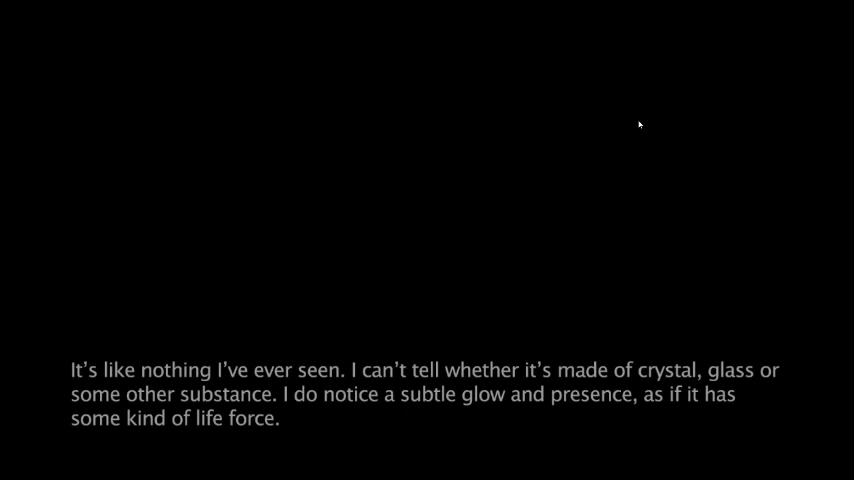 It’s like nothing I’ve ever seen. I can’t tell whether it’s made of crystal, glass or
some other substance. I do notice a subtle glow and presence, as if it has
some kind of life force.